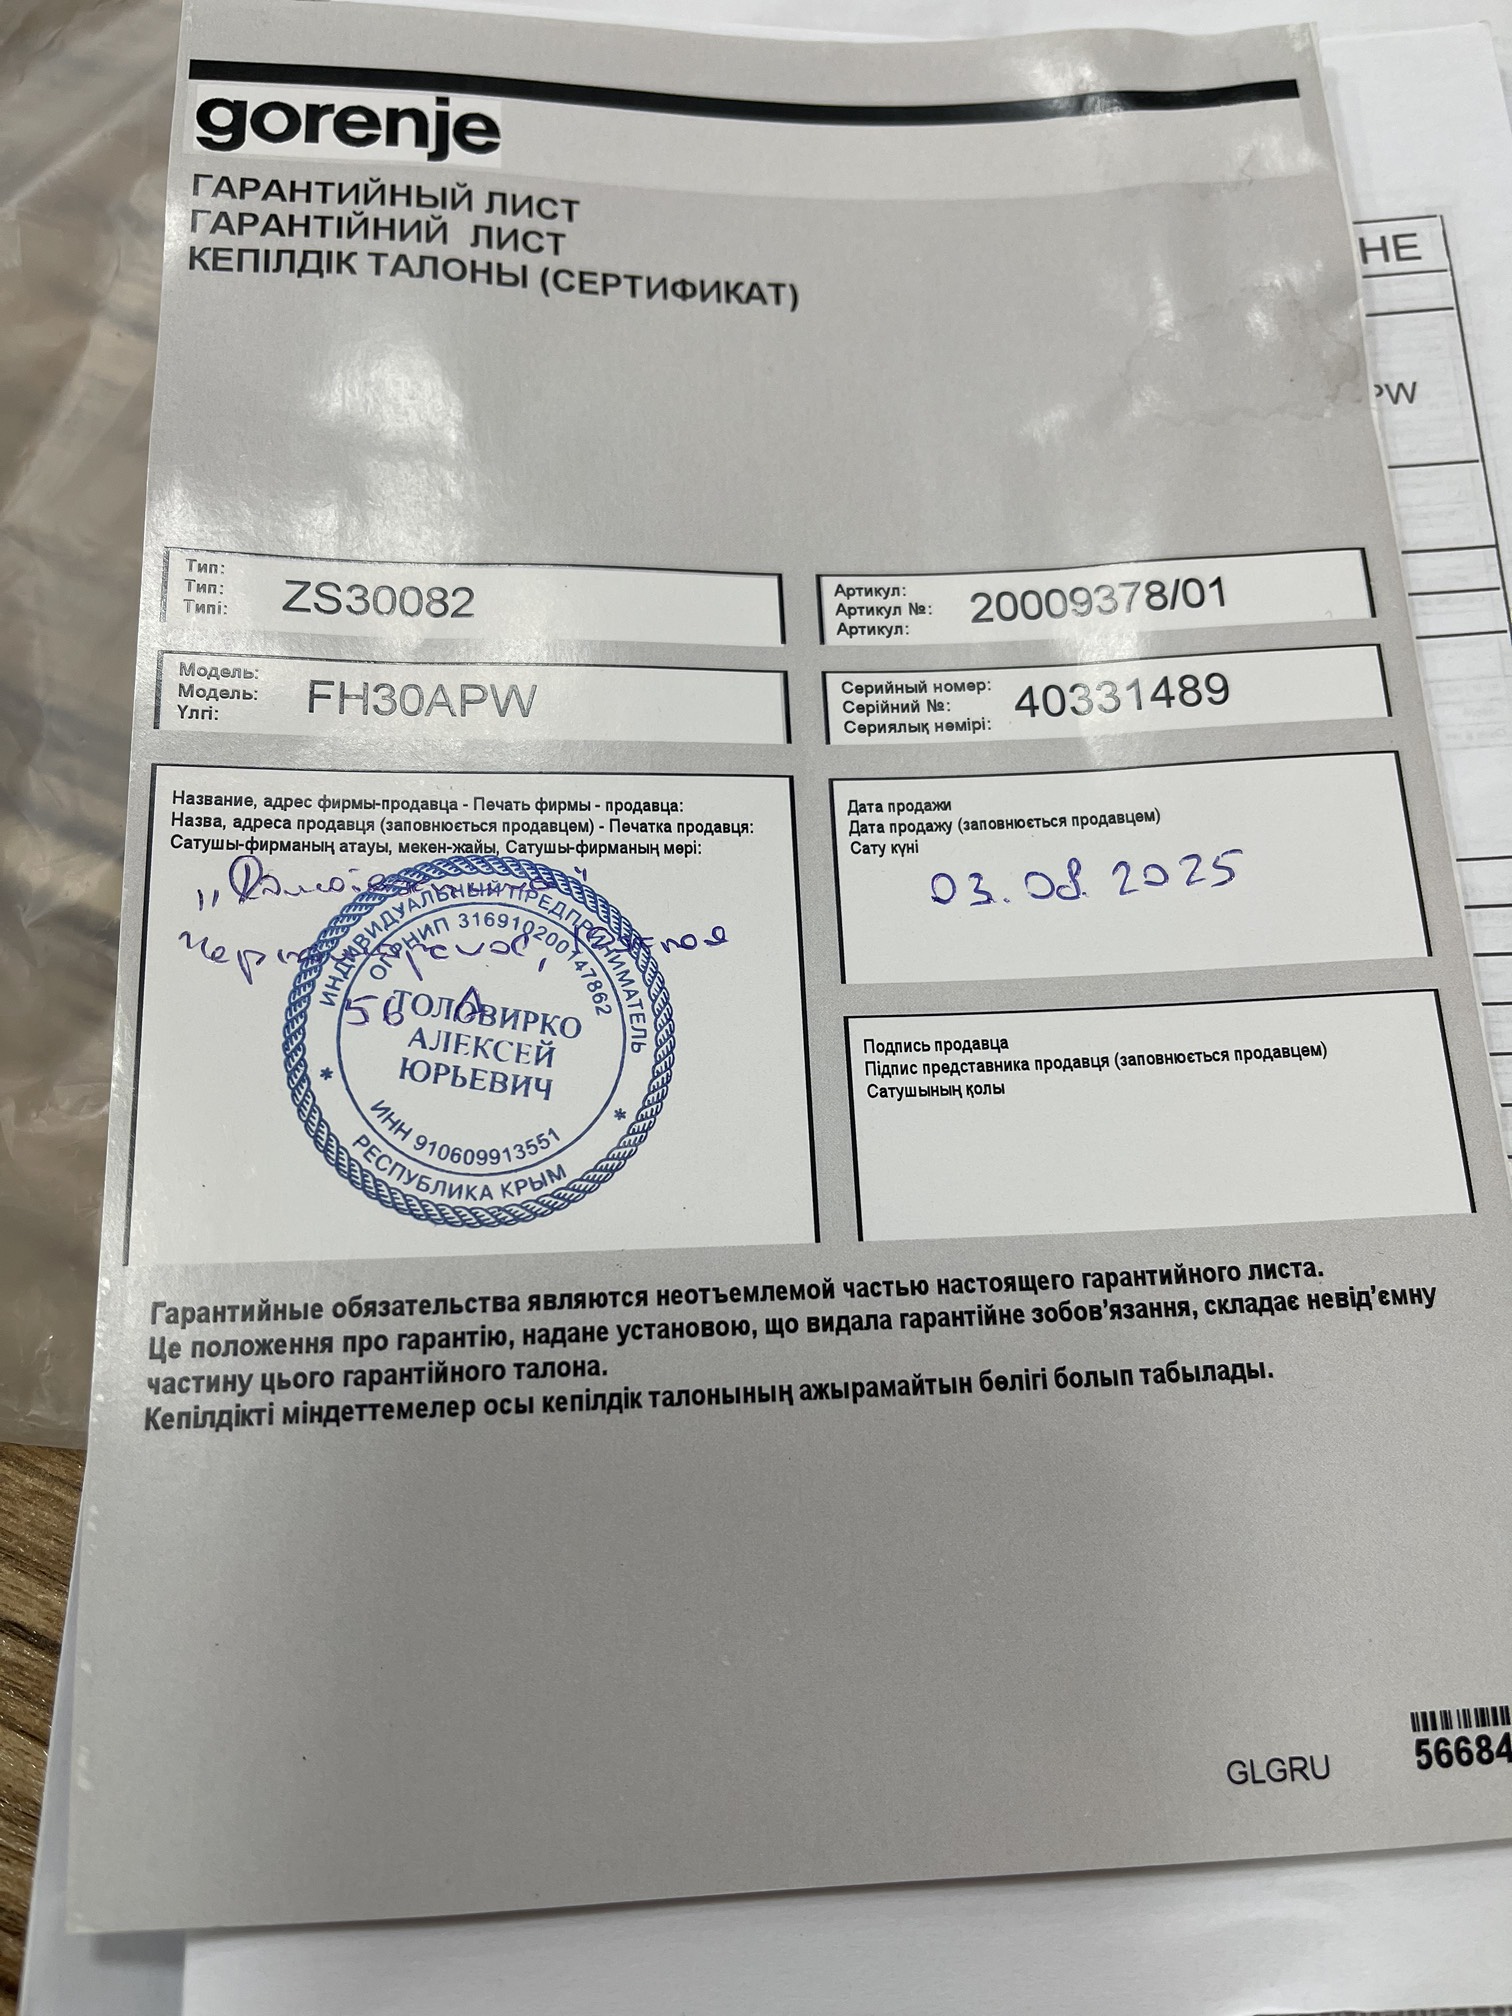 gorenje
ГАРАНТИЙНЫЙ ЛИСТ
ГАРАНТІЙНИЙ ЛИСТ
КЕПІЛДІК ТАЛОНЫ (СЕРТИФИКАТ)
НЕ
PW
Тип:
Тип:
Типі:
ZS30082
Артикул:
Артикул №:
Артикул:
20009378/01
Модель:
Модель:
Үлгі:
FH30APW
Серийный номер:
Серійний №:
Сериялық немірі:
40331489
Название, адрес фирмы-продавца - Печать фирмы - продавца:
Назва, адреса продавця (заповнюється продавцем) - Печатка продавця:
Сатушы-фирманың атауы, мекен-жайы, Сатушы-фирманың мөрі:
56 А
ИНДИВИДУАЛЬНЫЙ ПРЕДПРИНИМАТЕЛЬ
ОГРНИП 316910200147862
ТОЛОВИРКО
АЛЕКСЕЙ
ЮРЬЕВИЧ
ИНН 910609913551
РЕСПУБЛИКА КРЫМ
Дата продажи
Дата продажу (заповнюється продавцем)
Сату күні
03.08.2025
Подпись продавца
Підпис представника продавця (заповнюється продавцем)
Сатушының қолы
Гарантийные обязательства являются неотъемлемой частью настоящего гарантийного листа.
Це положення про гарантію, надане установою, що видала гарантійне зобов'язання, складає невід'ємну
частину цього гарантійного талона.
Кепілдікті міндеттемелер осы кепілдік талонының ажырамайтын бөлігі болып табылады.
GLGRU
56684